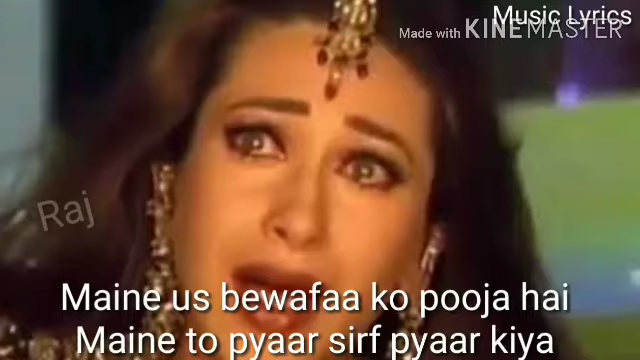 Music Lyrics
Made with KINEMASTER
Raj
Maine us bewafaa ko pooja hai
Maine to pyaar sirf pyaar kiya